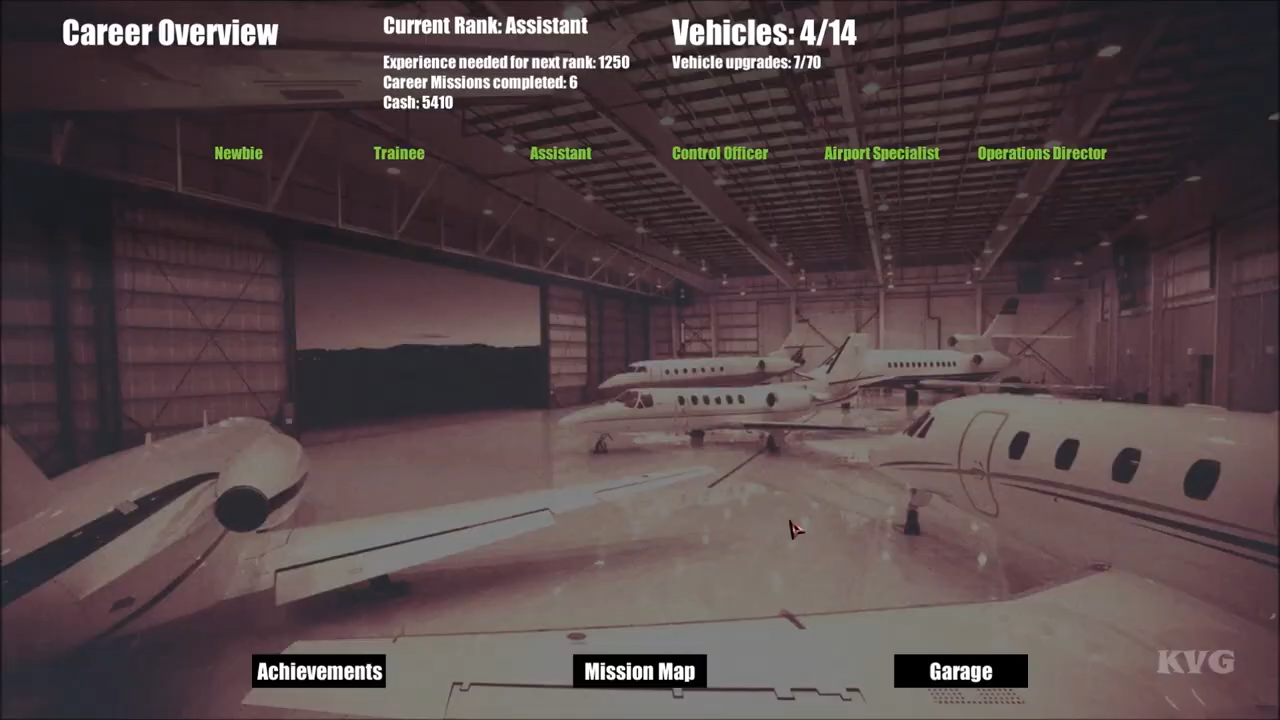 Career Overview
Current Rank: Assistant
Experience needed for next rank: 1250
Career Missions completed: 6
Cash: 5410
Vehicles: 4/14
Vehicle upgrades: 7/70
Newbie
Trainee
Assistant
Control Officer
Airport Specialist
Operations Director
Achievements
Mission Map
Garage
KVG